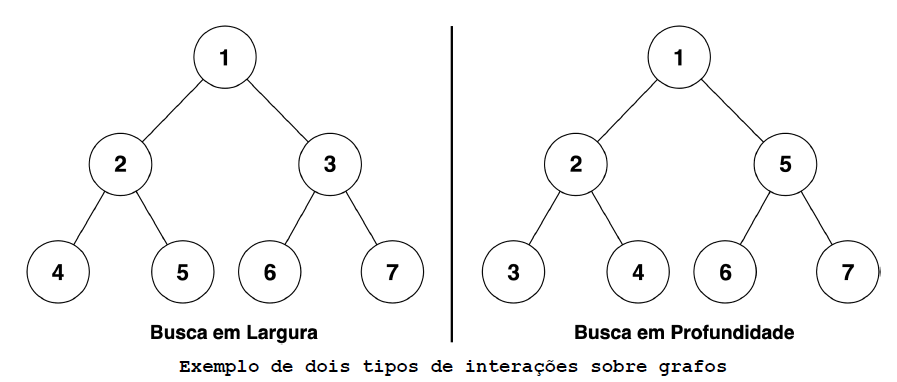 1
2 3
4 5 6 7
Busca em Largura
1
2 5
3 4 6 7
Busca em Profundidade
Exemplo de dois tipos de interações sobre grafos